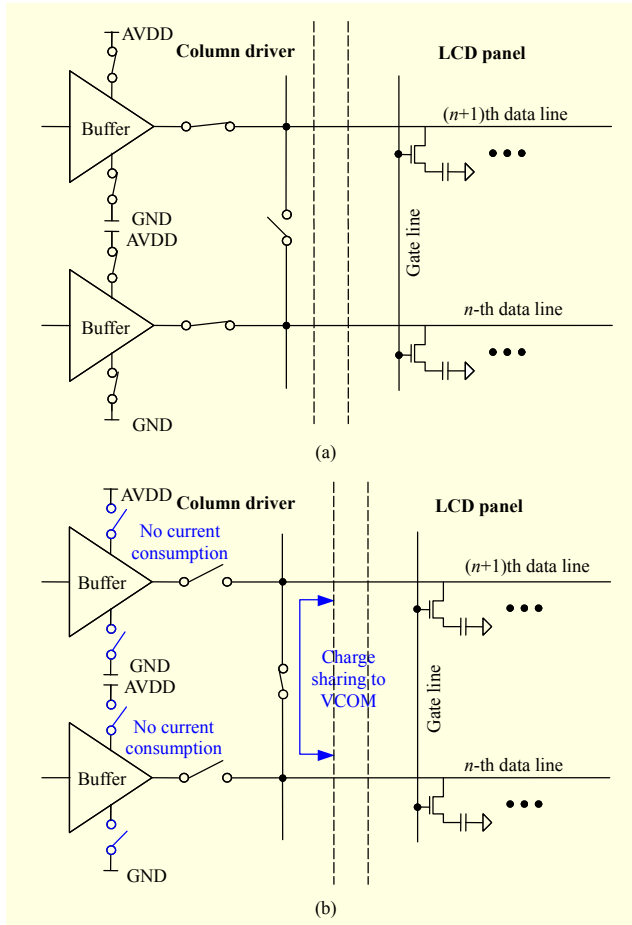 AVDD
Column driver
LCD panel
Buffer
(n+1)th data line
GND
AVDD
Gate line
Buffer
n-th data line
GND
(a)
AVDD
Column driver
LCD panel
No current
consumption
Buffer
(n+1)th data line
GND
AVDD
Charge
sharing to
VCOM
Gate line
No current
consumption
Buffer
n-th data line
GND
(b)